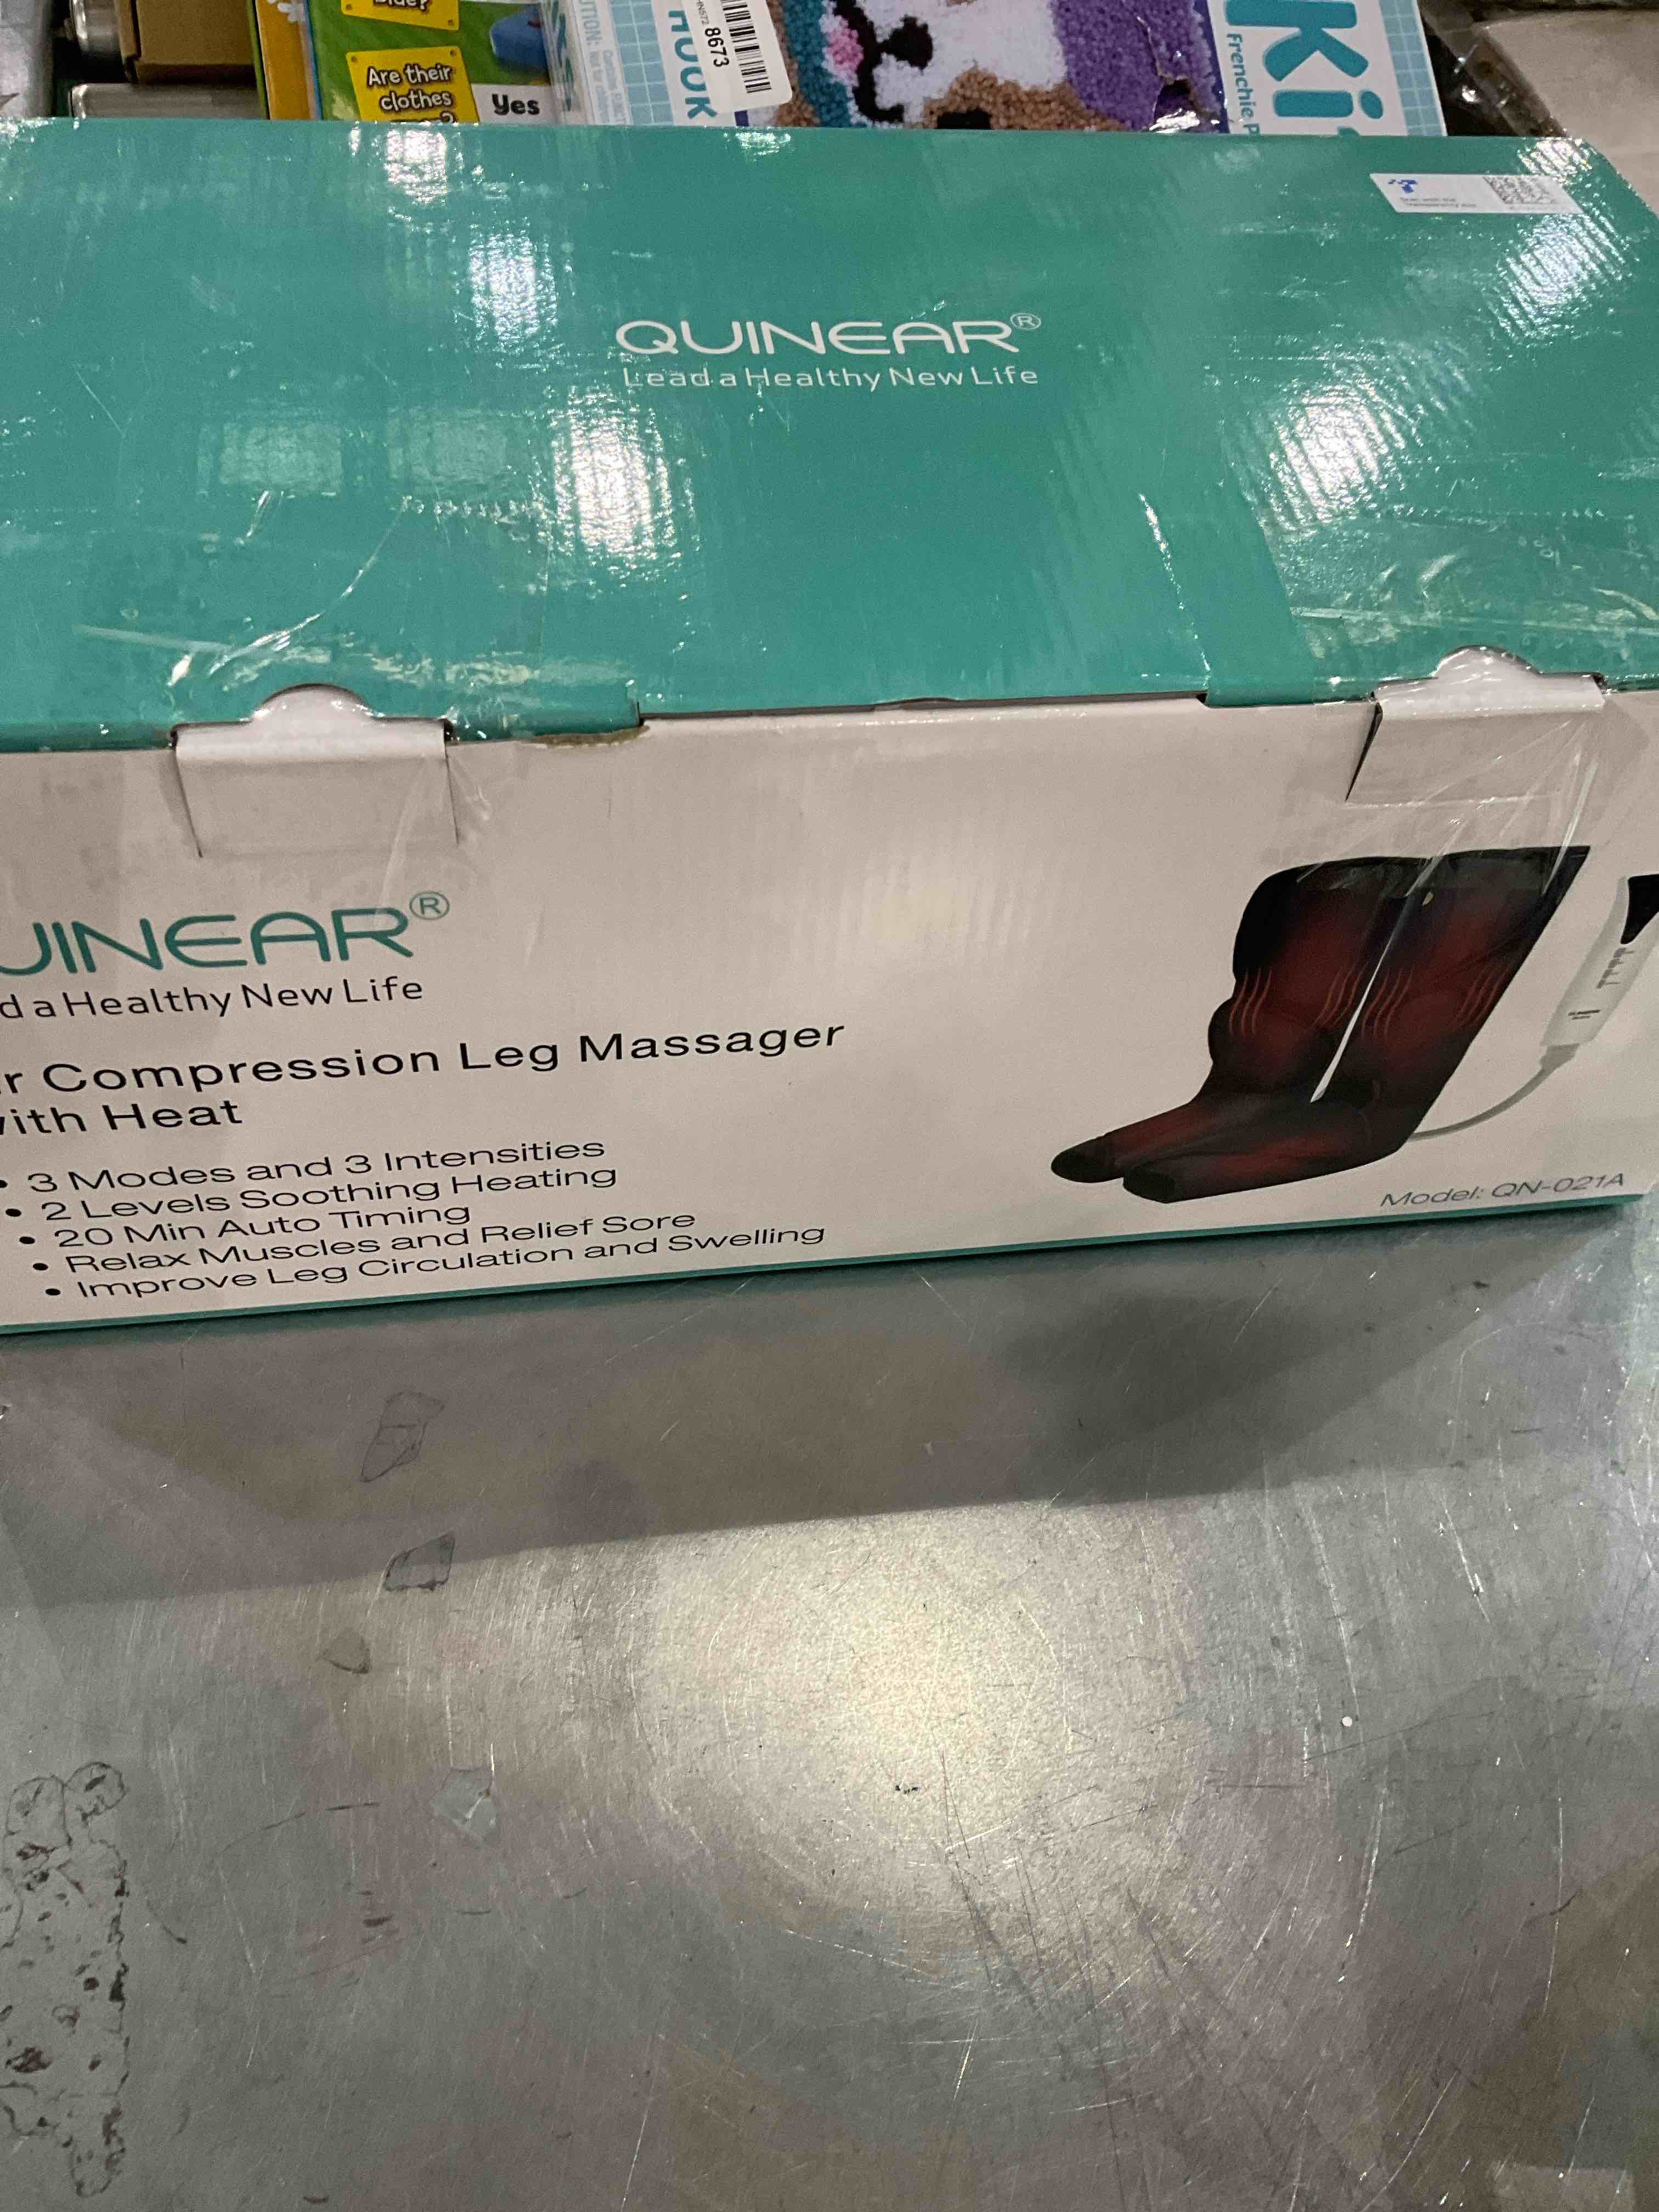 Are their
clothes
Yes
HOOK
8673
Ki
Frenchie
QUINEAR®
Lead a Healthy New Life
UINEAR®
d a Healthy New Life
r Compression Leg Massager
with Heat
• 3 Modes and 3 Intensities
• 2 Levels Soothing Heating
• 20 Min Auto Timing
• Relax Muscles and Relief Sore
• Improve Leg Circulation and Swelling
Model: QN-021A